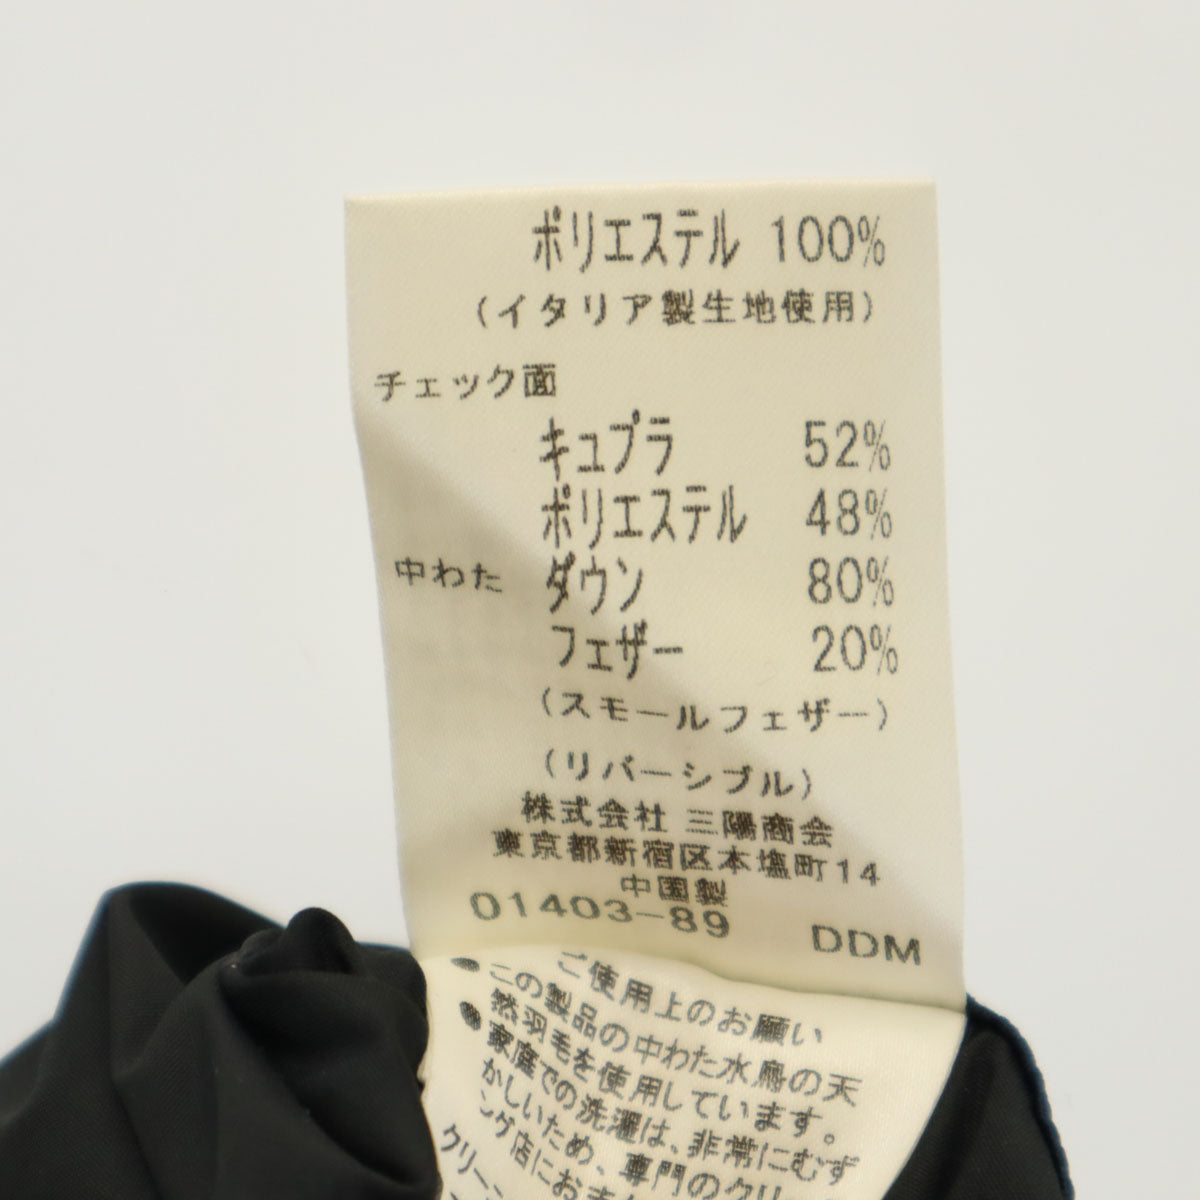 ポリエステル 100%
(イタリア製生地使用)
チェック面
キュプラ 52%
ポリエステル 48%
中わた ダウン 80%
フェザー 20%
(スモールフェザー)
(リバーシブル)
株式会社 三陽商会
東京都新宿区本塩町14
中国製
01403-89 DDM
ご使用上のお願い
●この製品の中わた水鳥の天
然羽毛を使用しています。
●家庭での洗濯は、非常にむず
かしいため、専門のクリー
ング店におま
クリーン